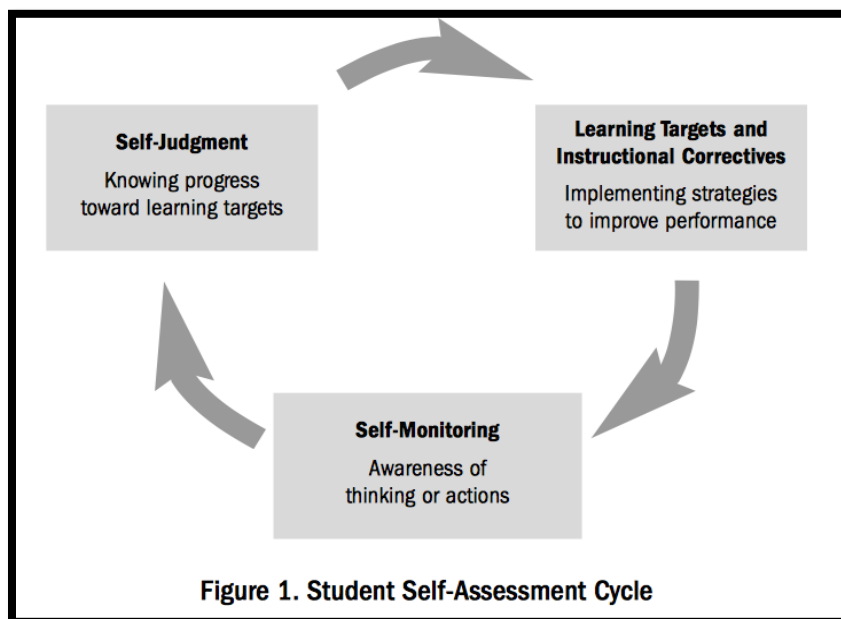 Self-Judgment
Knowing progress
toward learning targets
Learning Targets and
Instructional Correctives
Implementing strategies
to improve performance
Self-Monitoring
Awareness of
thinking or actions
Figure 1. Student Self-Assessment Cycle